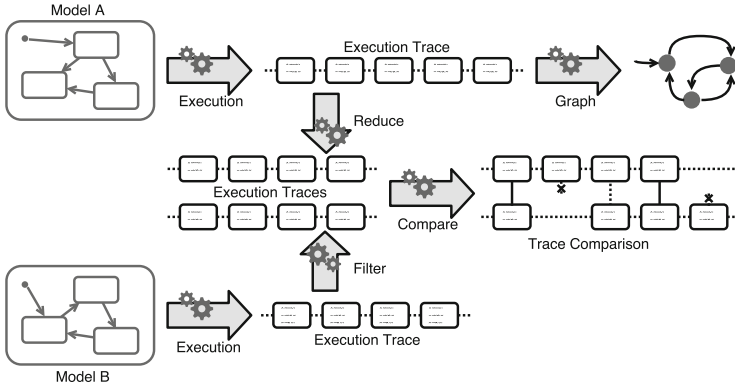 Model A
Execution Trace
Execution
Graph
Reduce
Execution Traces
Compare
Trace Comparison
Filter
Execution
Execution Trace
Model B